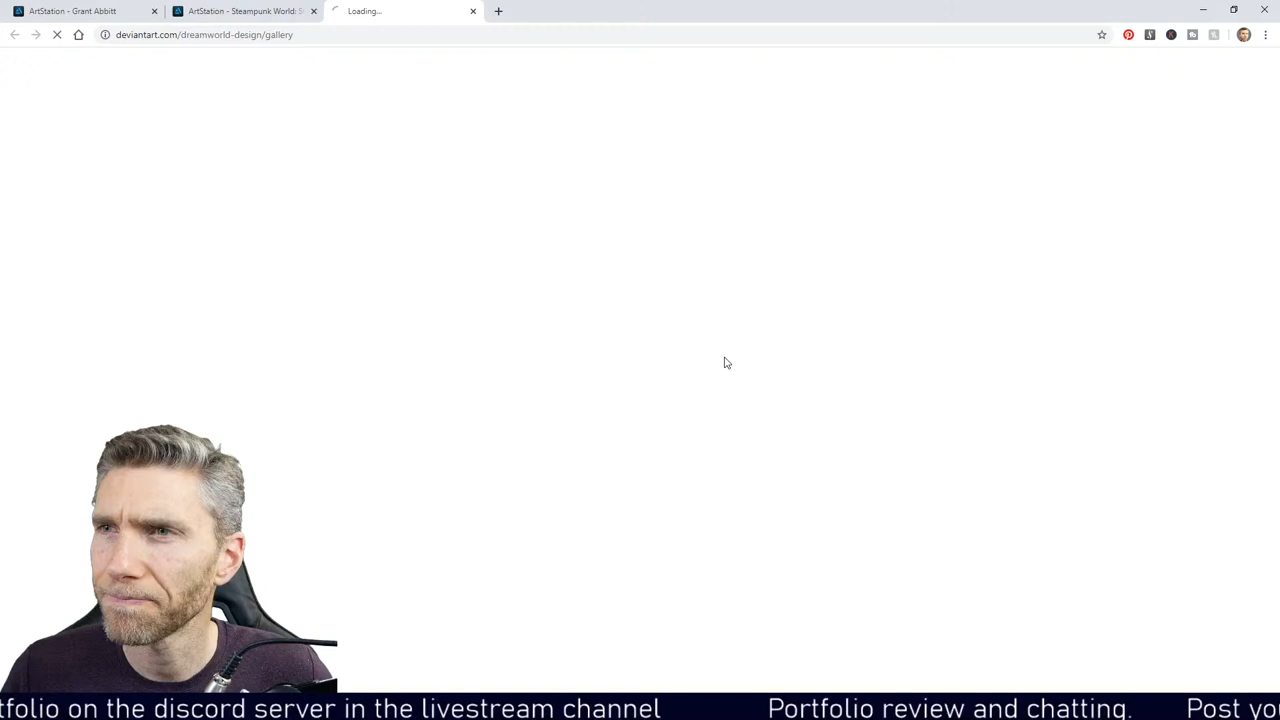 ArtStation - Grant Abbitt
ArtStation - Steampunk World: S
Loading...
deviantart.com/dreamworld-design/gallery
tfolio on the discord server in the livestream channel Portfolio review and chatting. Post yo